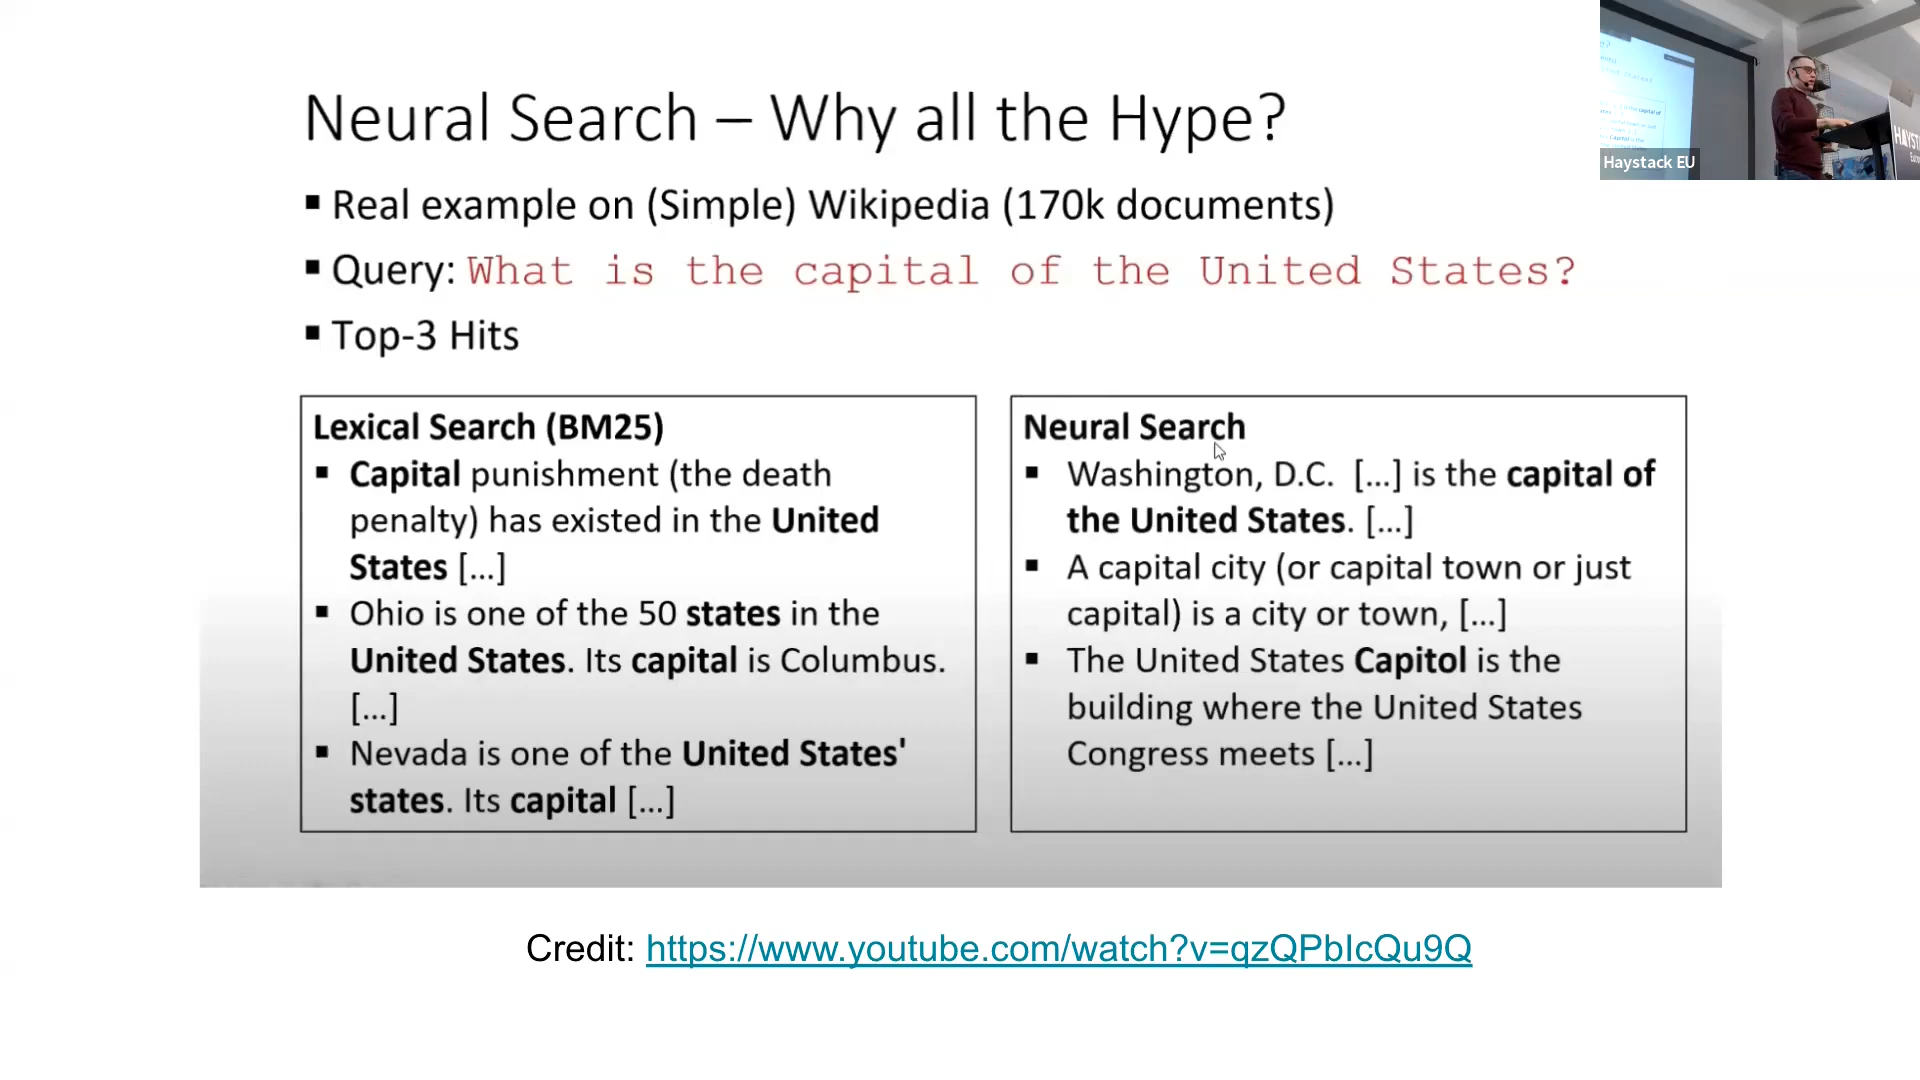 Neural Search – Why all the Hype?
▪ Real example on (Simple) Wikipedia (170k documents)
▪ Query: What is the capital of the United States?
▪ Top-3 Hits
Lexical Search (BM25)
▪ Capital punishment (the death
penalty) has existed in the United
States […]
▪ Ohio is one of the 50 states in the
United States. Its capital is Columbus.
[…]
▪ Nevada is one of the United States'
states. Its capital […]
Neural Search
▪ Washington, D.C. […] is the capital of
the United States. […]
▪ A capital city (or capital town or just
capital) is a city or town, […]
▪ The United States Capitol is the
building where the United States
Congress meets […]
Credit: https://www.youtube.com/watch?v=qzQPbIcQu9Q
Haystack EU